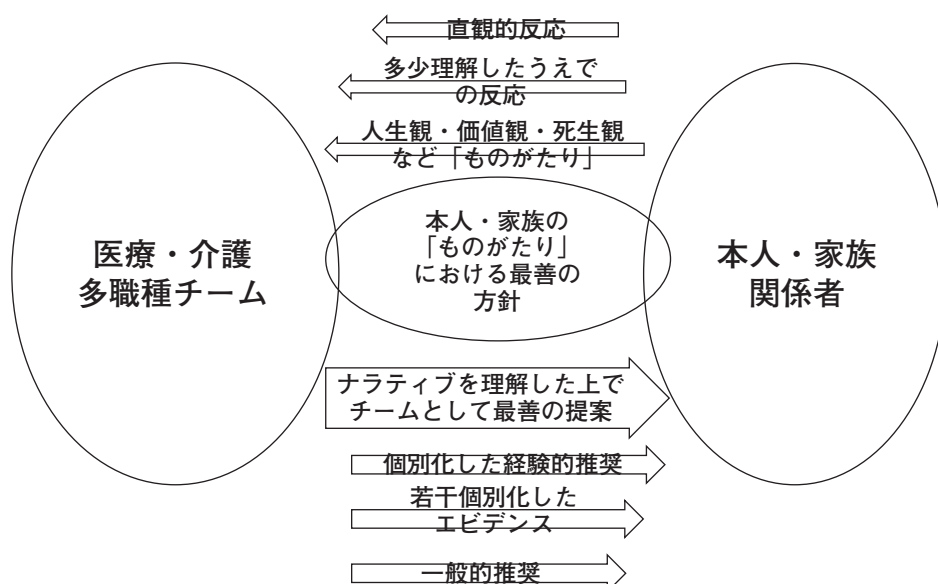 直観的反応
多少理解したうえで
の反応
人生観・価値観・死生観
など「ものがたり」
医療・介護
多職種チーム
本人・家族の
「ものがたり」
における最善の
方針
本人・家族
関係者
ナラティブを理解した上で
チームとして最善の提案
個別化した経験的推奨
若干個別化した
エビデンス
一般的推奨